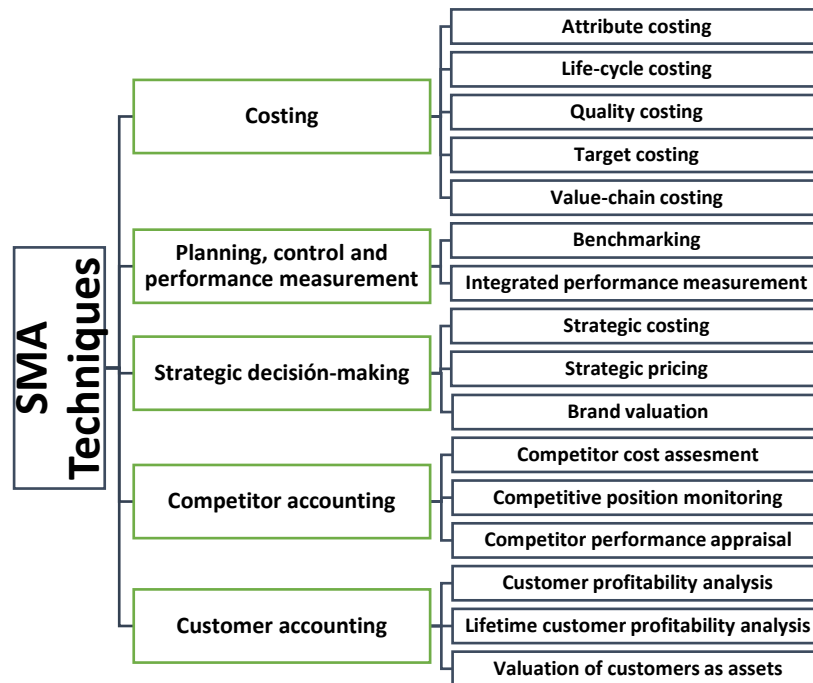 SMA
Techniques
Costing
Attribute costing
Life-cycle costing
Quality costing
Target costing
Value-chain costing
Planning, control and
performance measurement
Benchmarking
Integrated performance measurement
Strategic decisión-making
Strategic costing
Strategic pricing
Brand valuation
Competitor accounting
Competitor cost assesment
Competitive position monitoring
Competitor performance appraisal
Customer accounting
Customer profitability analysis
Lifetime customer profitability analysis
Valuation of customers as assets